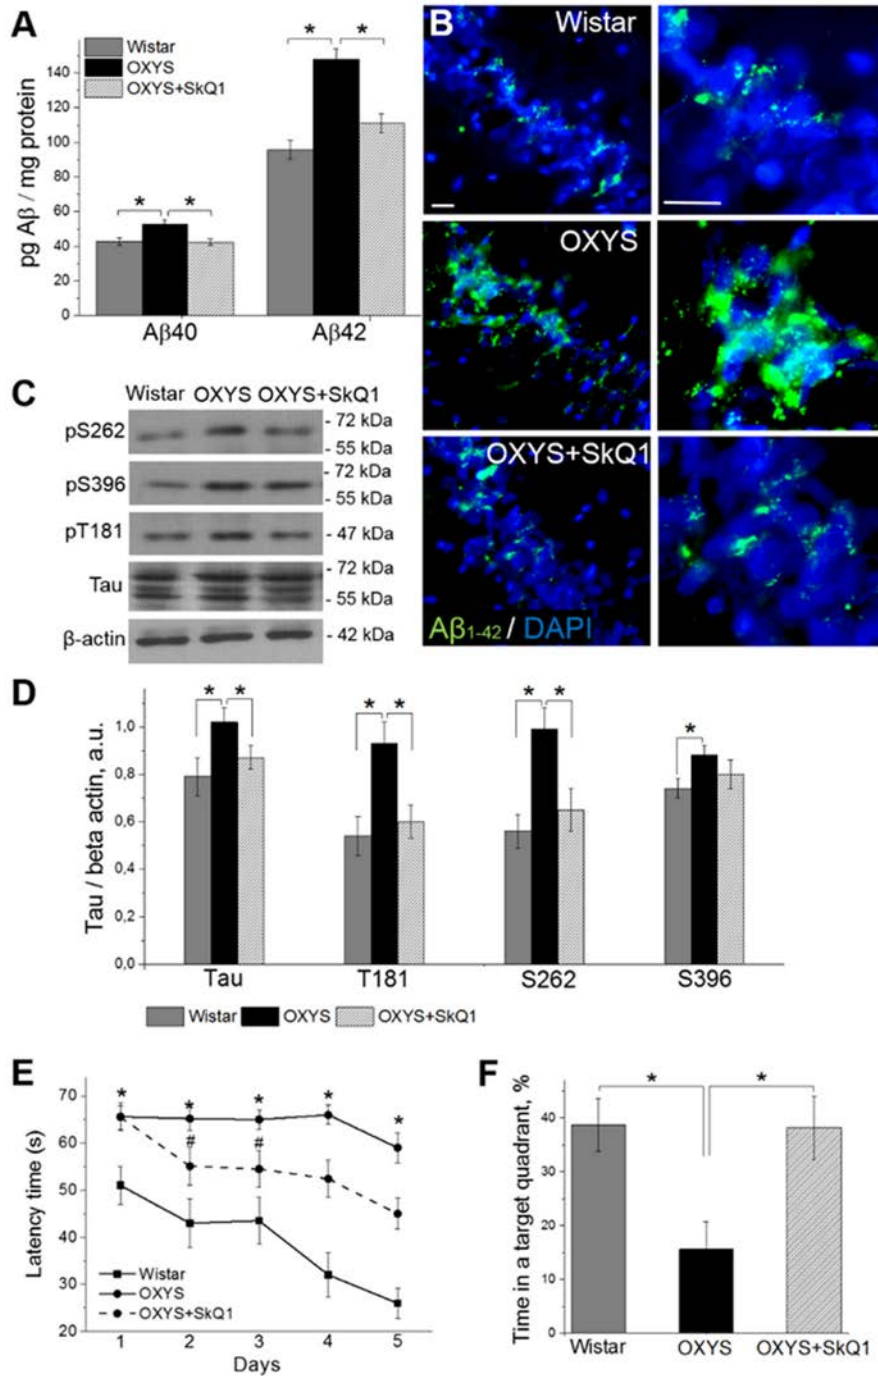 A
Wistar
OXYS
OXYS+SkQ1
pg Aβ / mg protein
140
120
100
80
60
40
20
0
* * * *
Aβ40 Aβ42
B
Wistar
OXYS
OXYS+SkQ1
Aβ1-42 / DAPI
C
Wistar OXYS OXYS+SkQ1
pS262 - 72 kDa
- 55 kDa
pS396 - 72 kDa
- 55 kDa
pT181 - 47 kDa
Tau - 72 kDa
- 55 kDa
β-actin - 42 kDa
D
Tau / beta actin, a.u.
1,0
0,8
0,6
0,4
0,2
0,0
* * * * * * *
Tau T181 S262 S396
Wistar OXYS OXYS+SkQ1
E
Latency time (s)
70
60
50
40
30
20
* * * * *
# #
Wistar
OXYS
OXYS+SkQ1
1 2 3 4 5
Days
F
Time in a target quadrant, %
40
30
20
10
0
* *
Wistar OXYS OXYS+SkQ1